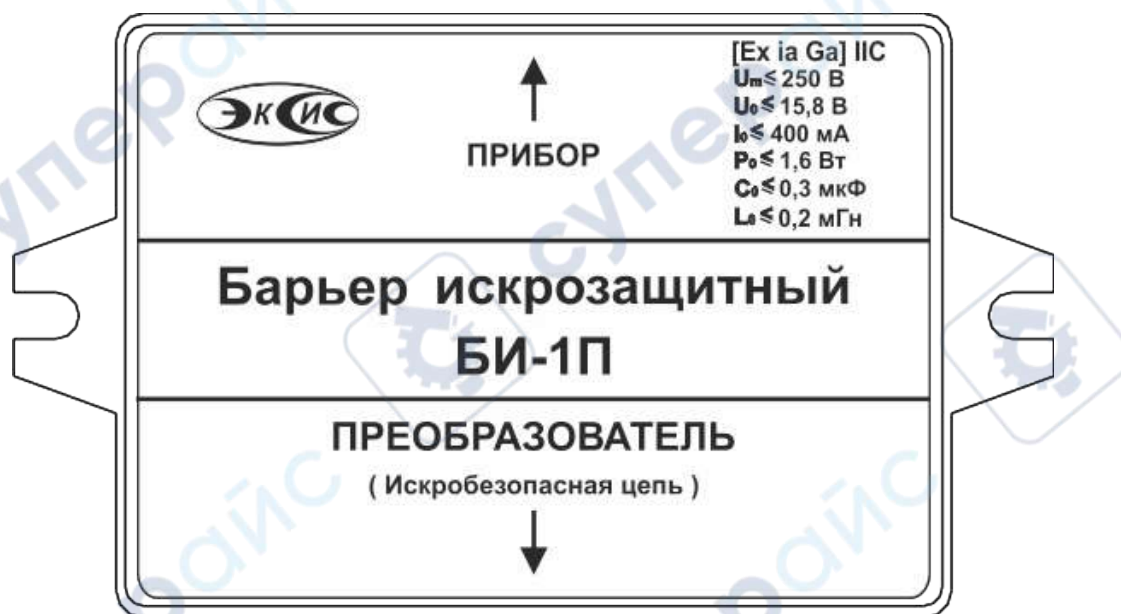 [Ex ia Ga] IIC
Um≤ 250 В
U₀≤ 15,8 В
I₀≤ 400 мА
P₀≤ 1,6 Вт
C₀≤ 0,3 мкФ
L₀≤ 0,2 мГн
ЭКСИС
ПРИБОР
Барьер искрозащитный
БИ-1П
ПРЕОБРАЗОВАТЕЛЬ
( Искробезопасная цепь )
суперайс